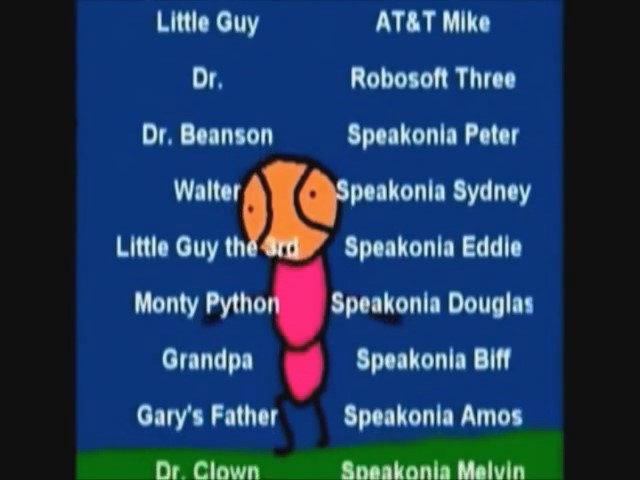 Little Guy AT&T Mike
Dr. Robosoft Three
Dr. Beanson Speakonia Peter
Walter Speakonia Sydney
Little Guy the 3rd Speakonia Eddie
Monty Python Speakonia Douglas
Grandpa Speakonia Biff
Gary's Father Speakonia Amos
Dr. Clown Speakonia Melvin